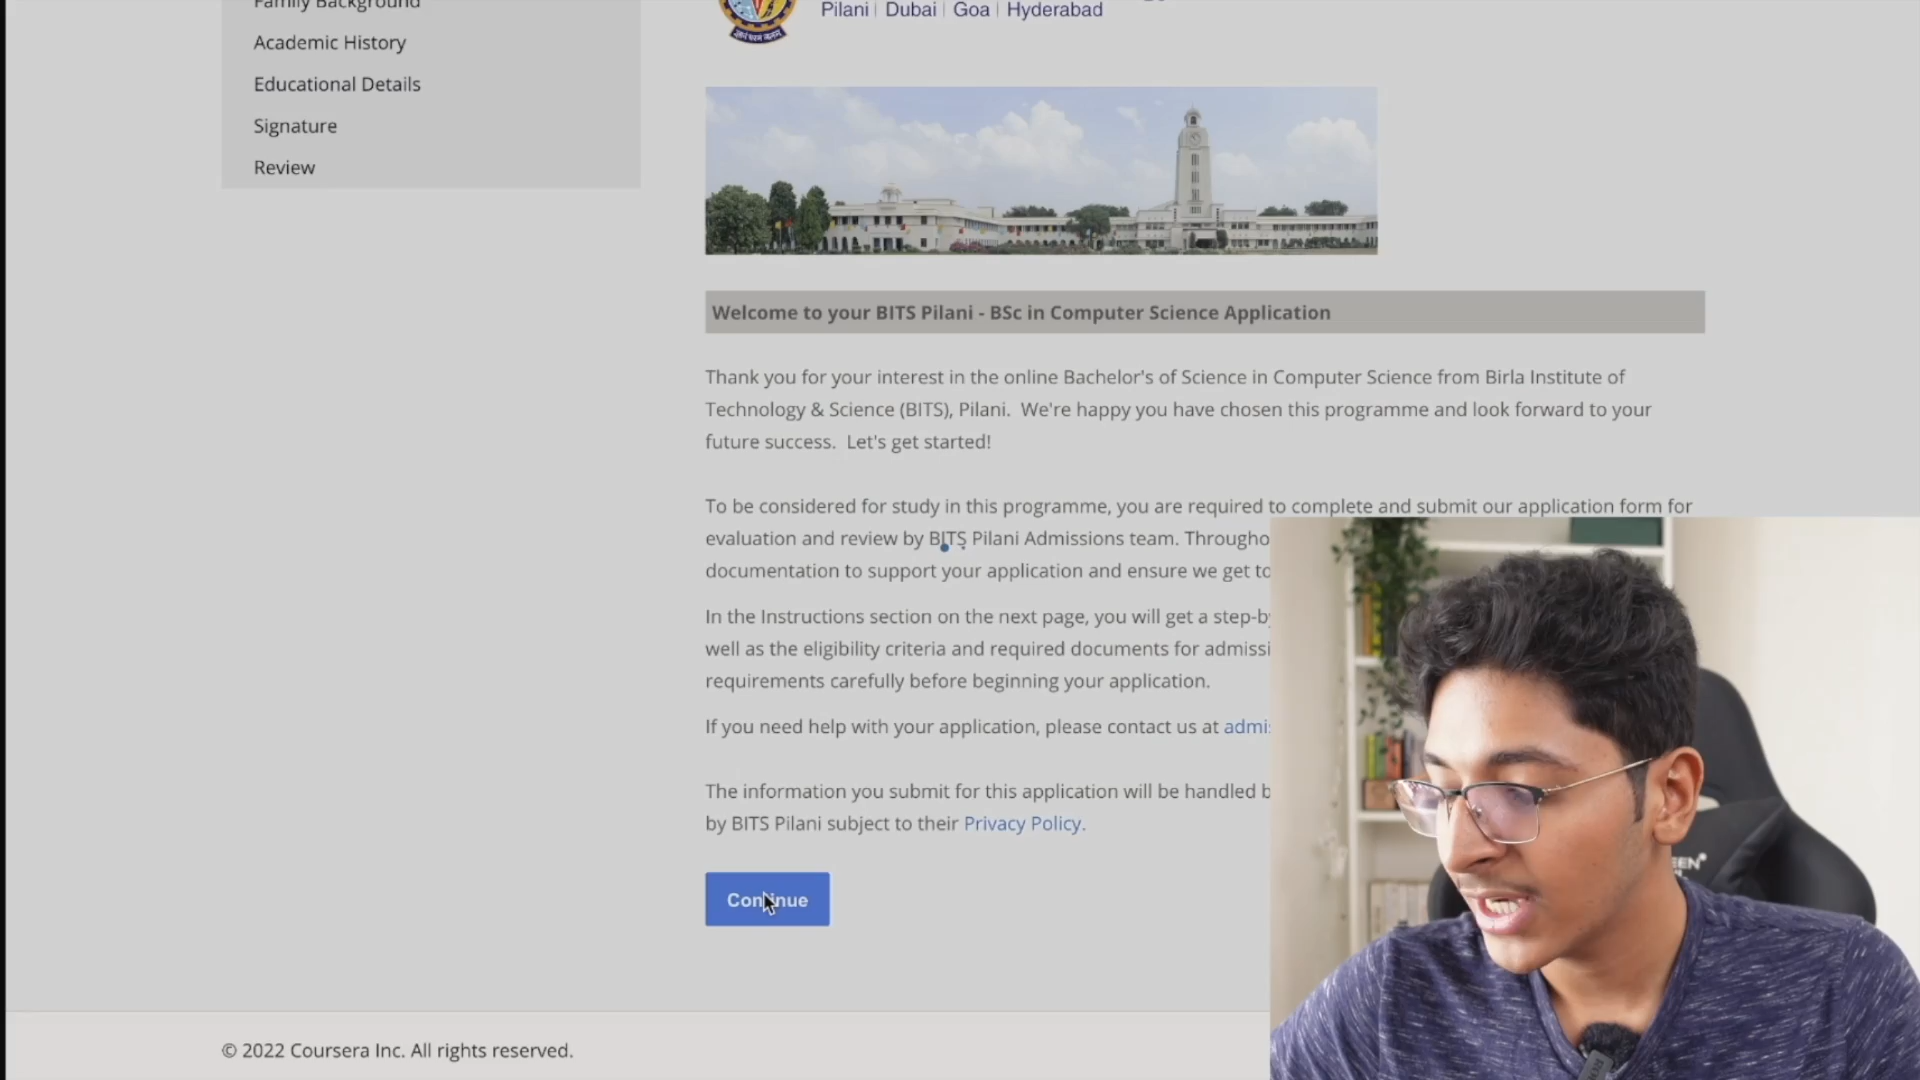 Family Background
Academic History
Educational Details
Signature
Review
Pilani | Dubai | Goa | Hyderabad
Welcome to your BITS Pilani - BSc in Computer Science Application
Thank you for your interest in the online Bachelor's of Science in Computer Science from Birla Institute of
Technology & Science (BITS), Pilani. We're happy you have chosen this programme and look forward to your
future success. Let's get started!
To be considered for study in this programme, you are required to complete and submit our application form for
evaluation and review by BITS Pilani Admissions team. Througho
documentation to support your application and ensure we get to
In the Instructions section on the next page, you will get a step-b
well as the eligibility criteria and required documents for admissi
requirements carefully before beginning your application.
If you need help with your application, please contact us at admi
The information you submit for this application will be handled b
by BITS Pilani subject to their Privacy Policy.
Continue
© 2022 Coursera Inc. All rights reserved.